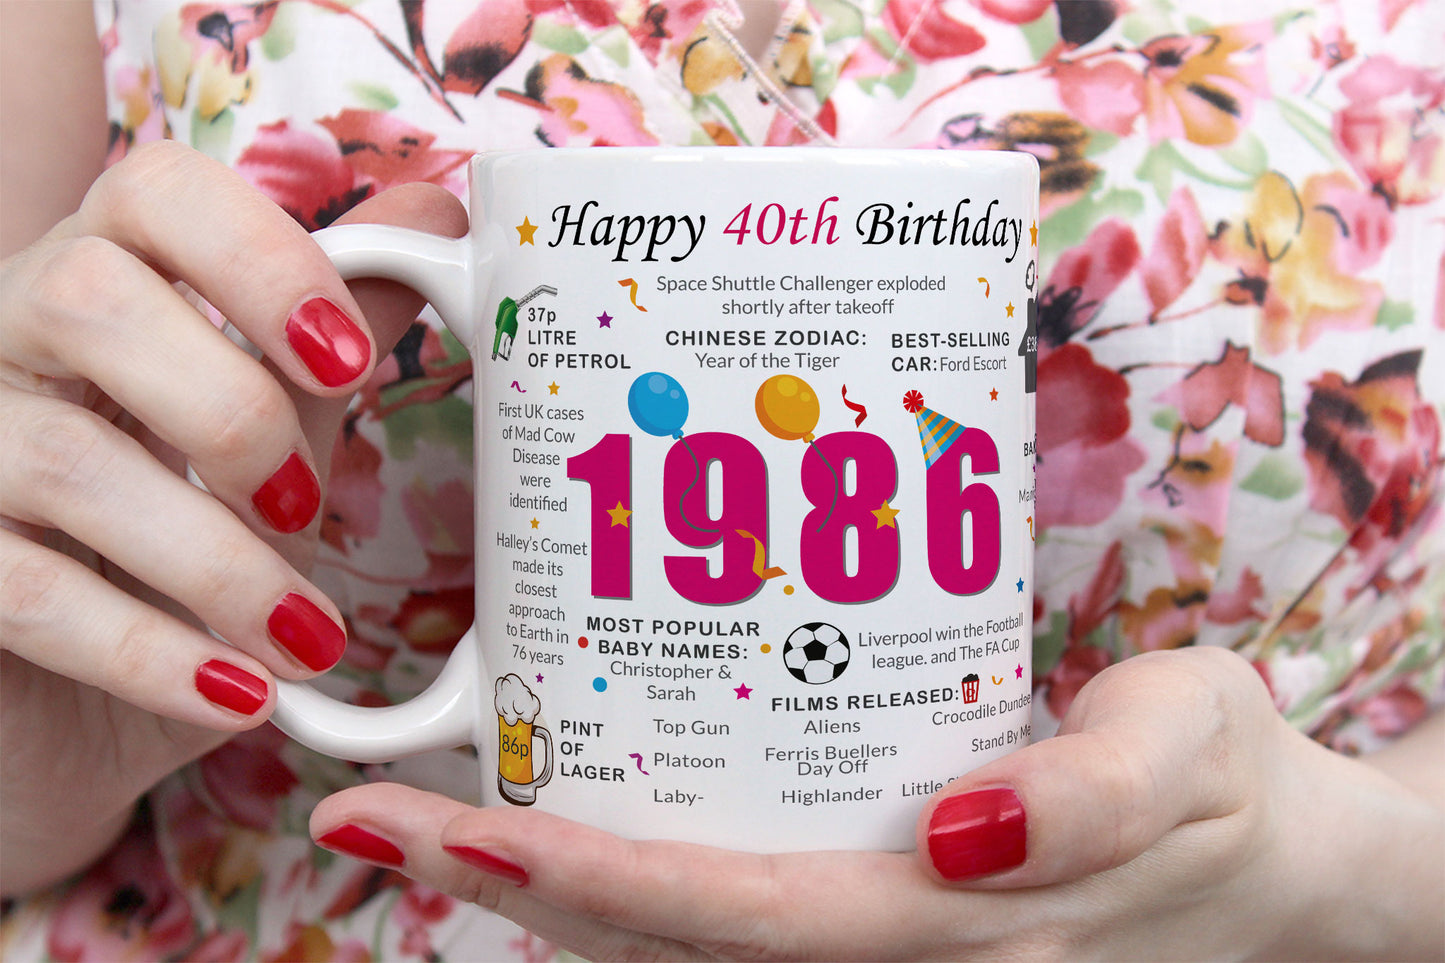 Happy 40th Birthday
Space Shuttle Challenger exploded
shortly after takeoff
37p
LITRE
OF PETROL
CHINESE ZODIAC:
Year of the Tiger
BEST-SELLING
CAR: Ford Escort
First UK cases
of Mad Cow
Disease
were
identified
1986
Halley's Comet
made its
closest
approach
to Earth in
76 years
MOST POPULAR
BABY NAMES:
Christopher &
Sarah
Liverpool win the Football
league. and The FA Cup
86p
PINT
OF
LAGER
FILMS RELEASED:
Top Gun
Aliens
Crocodile Dundee
Platoon
Ferris Buellers
Day Off
Stand By Me
Laby-
Highlander
Little